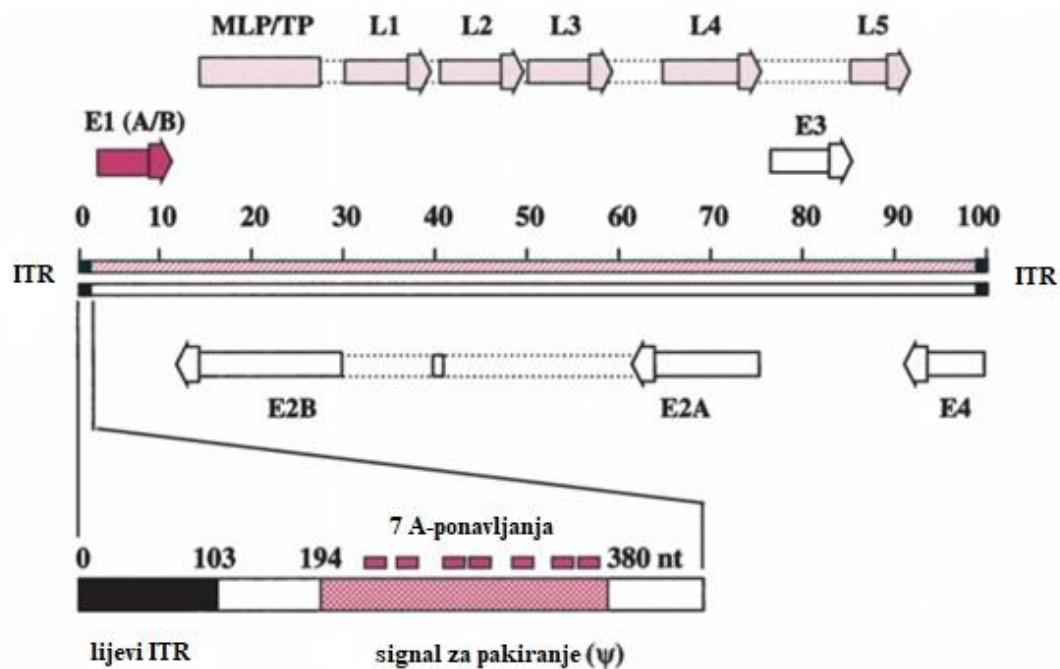 MLP/TP L1 L2 L3 L4 L5
E1 (A/B) E3
0 10 20 30 40 50 60 70 80 90 100
ITR ITR
E2B E2A E4
7 A-ponavljanja
0 103 194 380 nt
lijevi ITR signal za pakiranje (ψ)